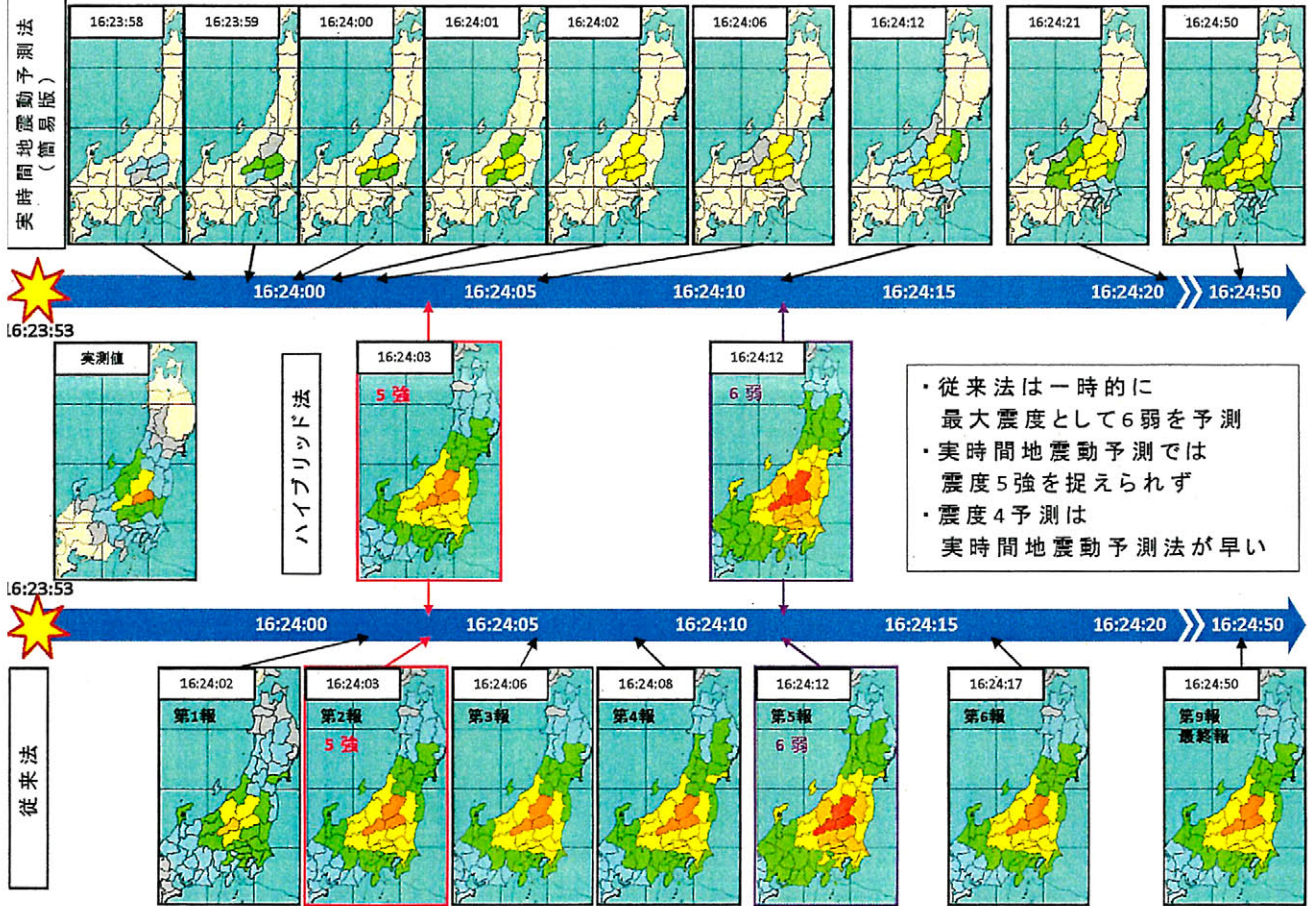 実時間地震動予測法
(簡易版)
16:23:58
16:23:59
16:24:00
16:24:01
16:24:02
16:24:06
16:24:12
16:24:21
16:24:50
16:24:00
16:24:05
16:24:10
16:24:15
16:24:20
16:24:50
16:23:53
実測値
ハイブリッド法
16:24:03
5強
16:24:12
6弱
・従来法は一時的に
最大震度として6弱を予測
・実時間地震動予測では
震度5強を捉えられず
・震度4予測は
実時間地震動予測法が早い
16:23:53
16:24:00
16:24:05
16:24:10
16:24:15
16:24:20
16:24:50
従来法
16:24:02
第1報
16:24:03
第2報
5強
16:24:06
第3報
16:24:08
第4報
16:24:12
第5報
6弱
16:24:17
第6報
16:24:50
第9報
最終報